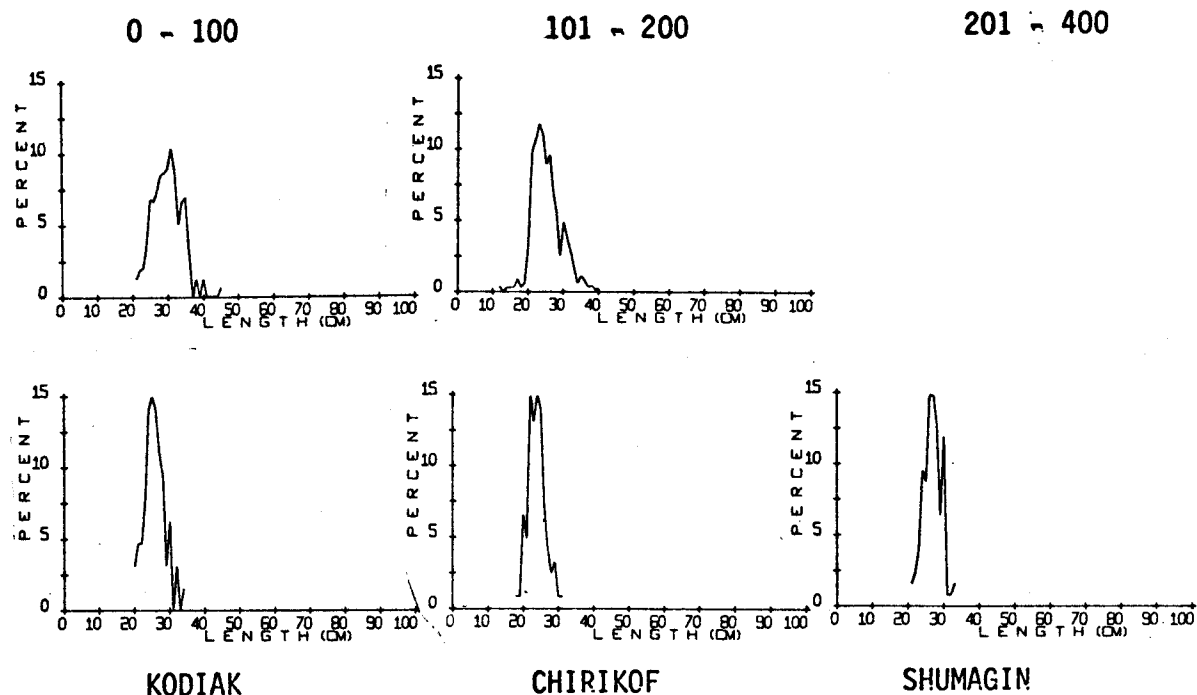 0 - 100 101 - 200 201 - 400
15 15
10 10
5 5
0 0
PERCENT PERCENT
0 10 20 30 40 50 60 70 80 90 100 0 10 20 30 40 50 60 70 80 90 100
LENGTH (CM) LENGTH (CM)
15 15 15
10 10 10
5 5 5
0 0 0
PERCENT PERCENT PERCENT
0 10 20 30 40 50 60 70 80 90 100 0 10 20 30 40 50 60 70 80 90 100 0 10 20 30 40 50 60 70 80 90 100
LENGTH (CM) LENGTH (CM) LENGTH (CM)
KODIAK CHIRIKOF SHUMAGIN